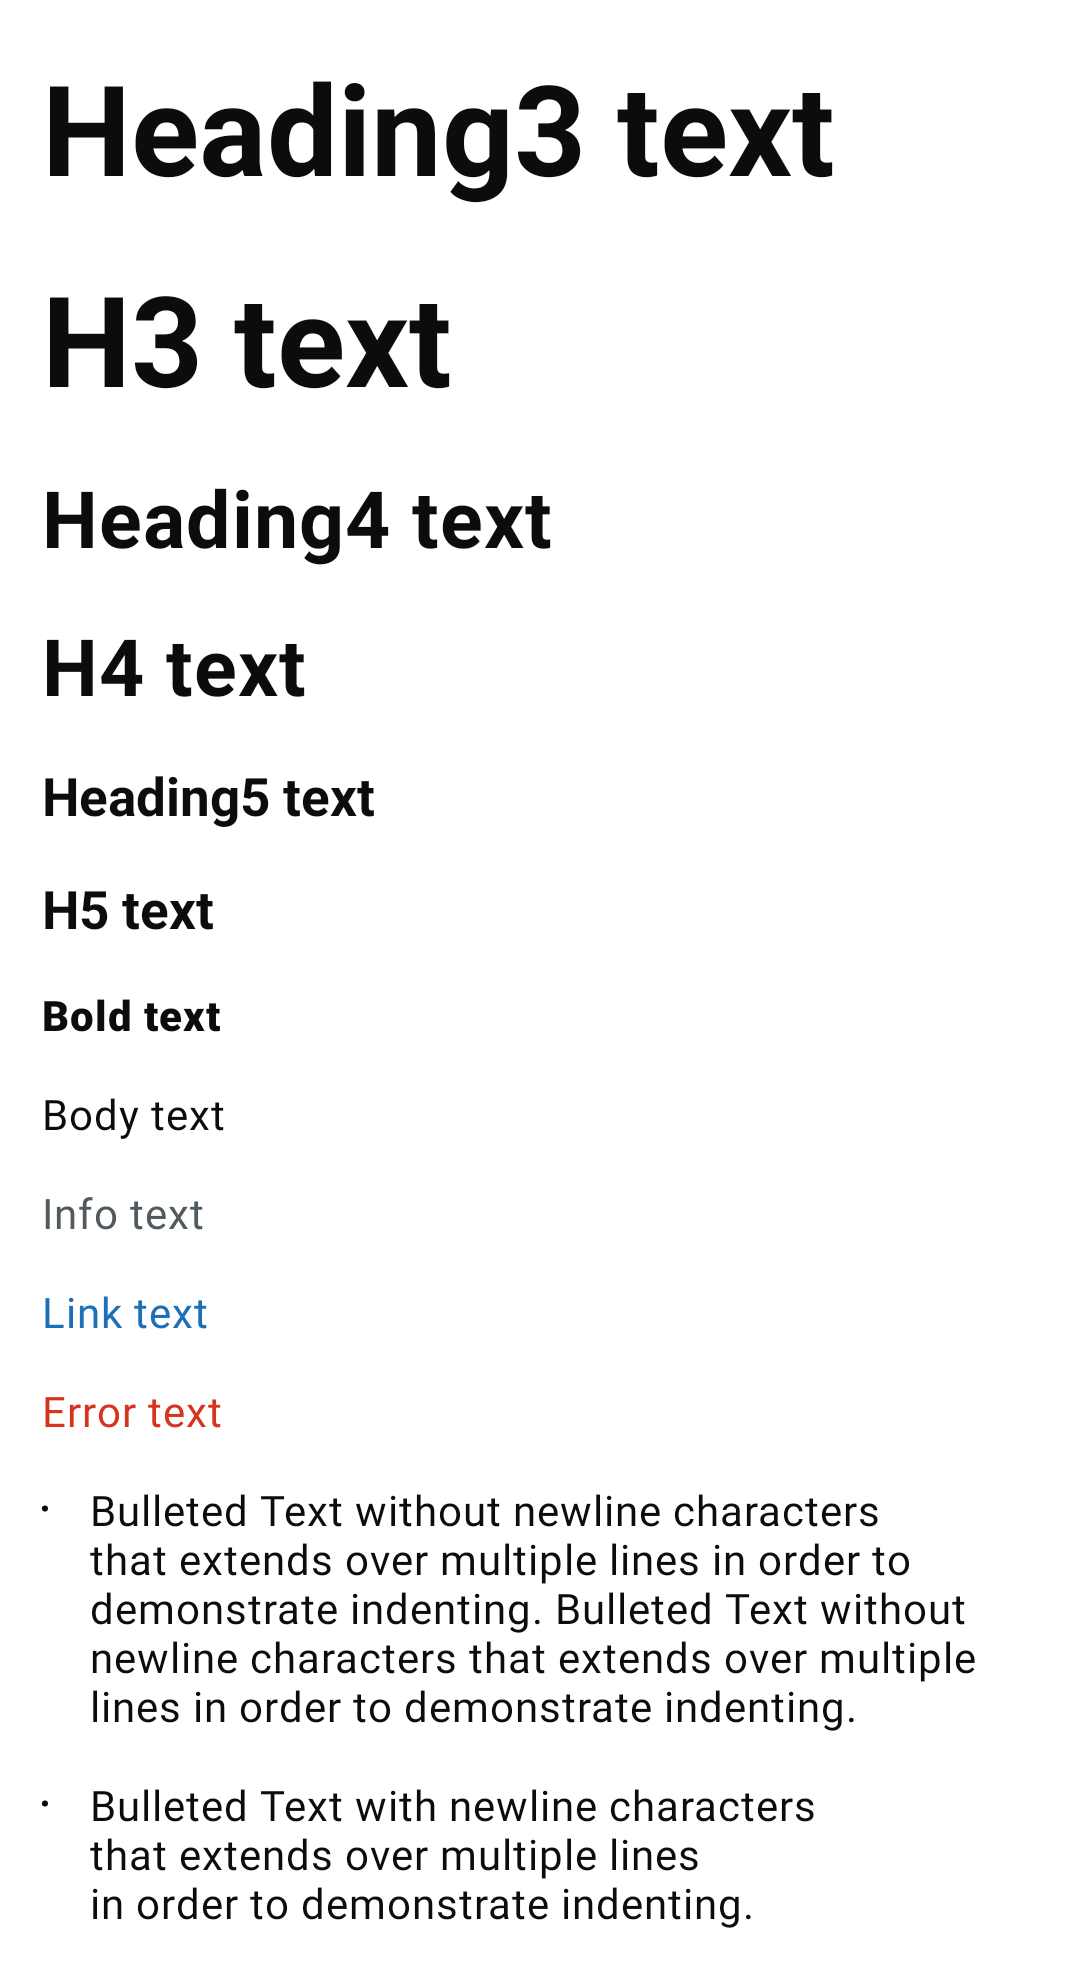 Heading3 text
H3 text
Heading4 text
H4 text
Heading5 text
H5 text
Bold text
Body text
Info text
Link text
Error text
· Bulleted Text without newline characters
that extends over multiple lines in order to
demonstrate indenting. Bulleted Text without
newline characters that extends over multiple
lines in order to demonstrate indenting.
· Bulleted Text with newline characters
that extends over multiple lines
in order to demonstrate indenting.